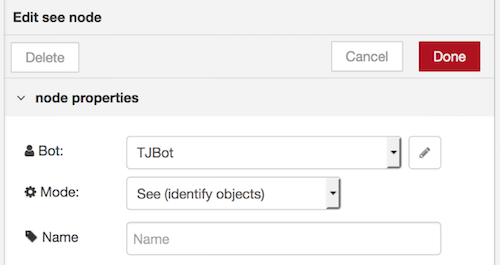 Edit see node
Delete Cancel Done
node properties
Bot: TJBot
Mode: See (identify objects)
Name Name